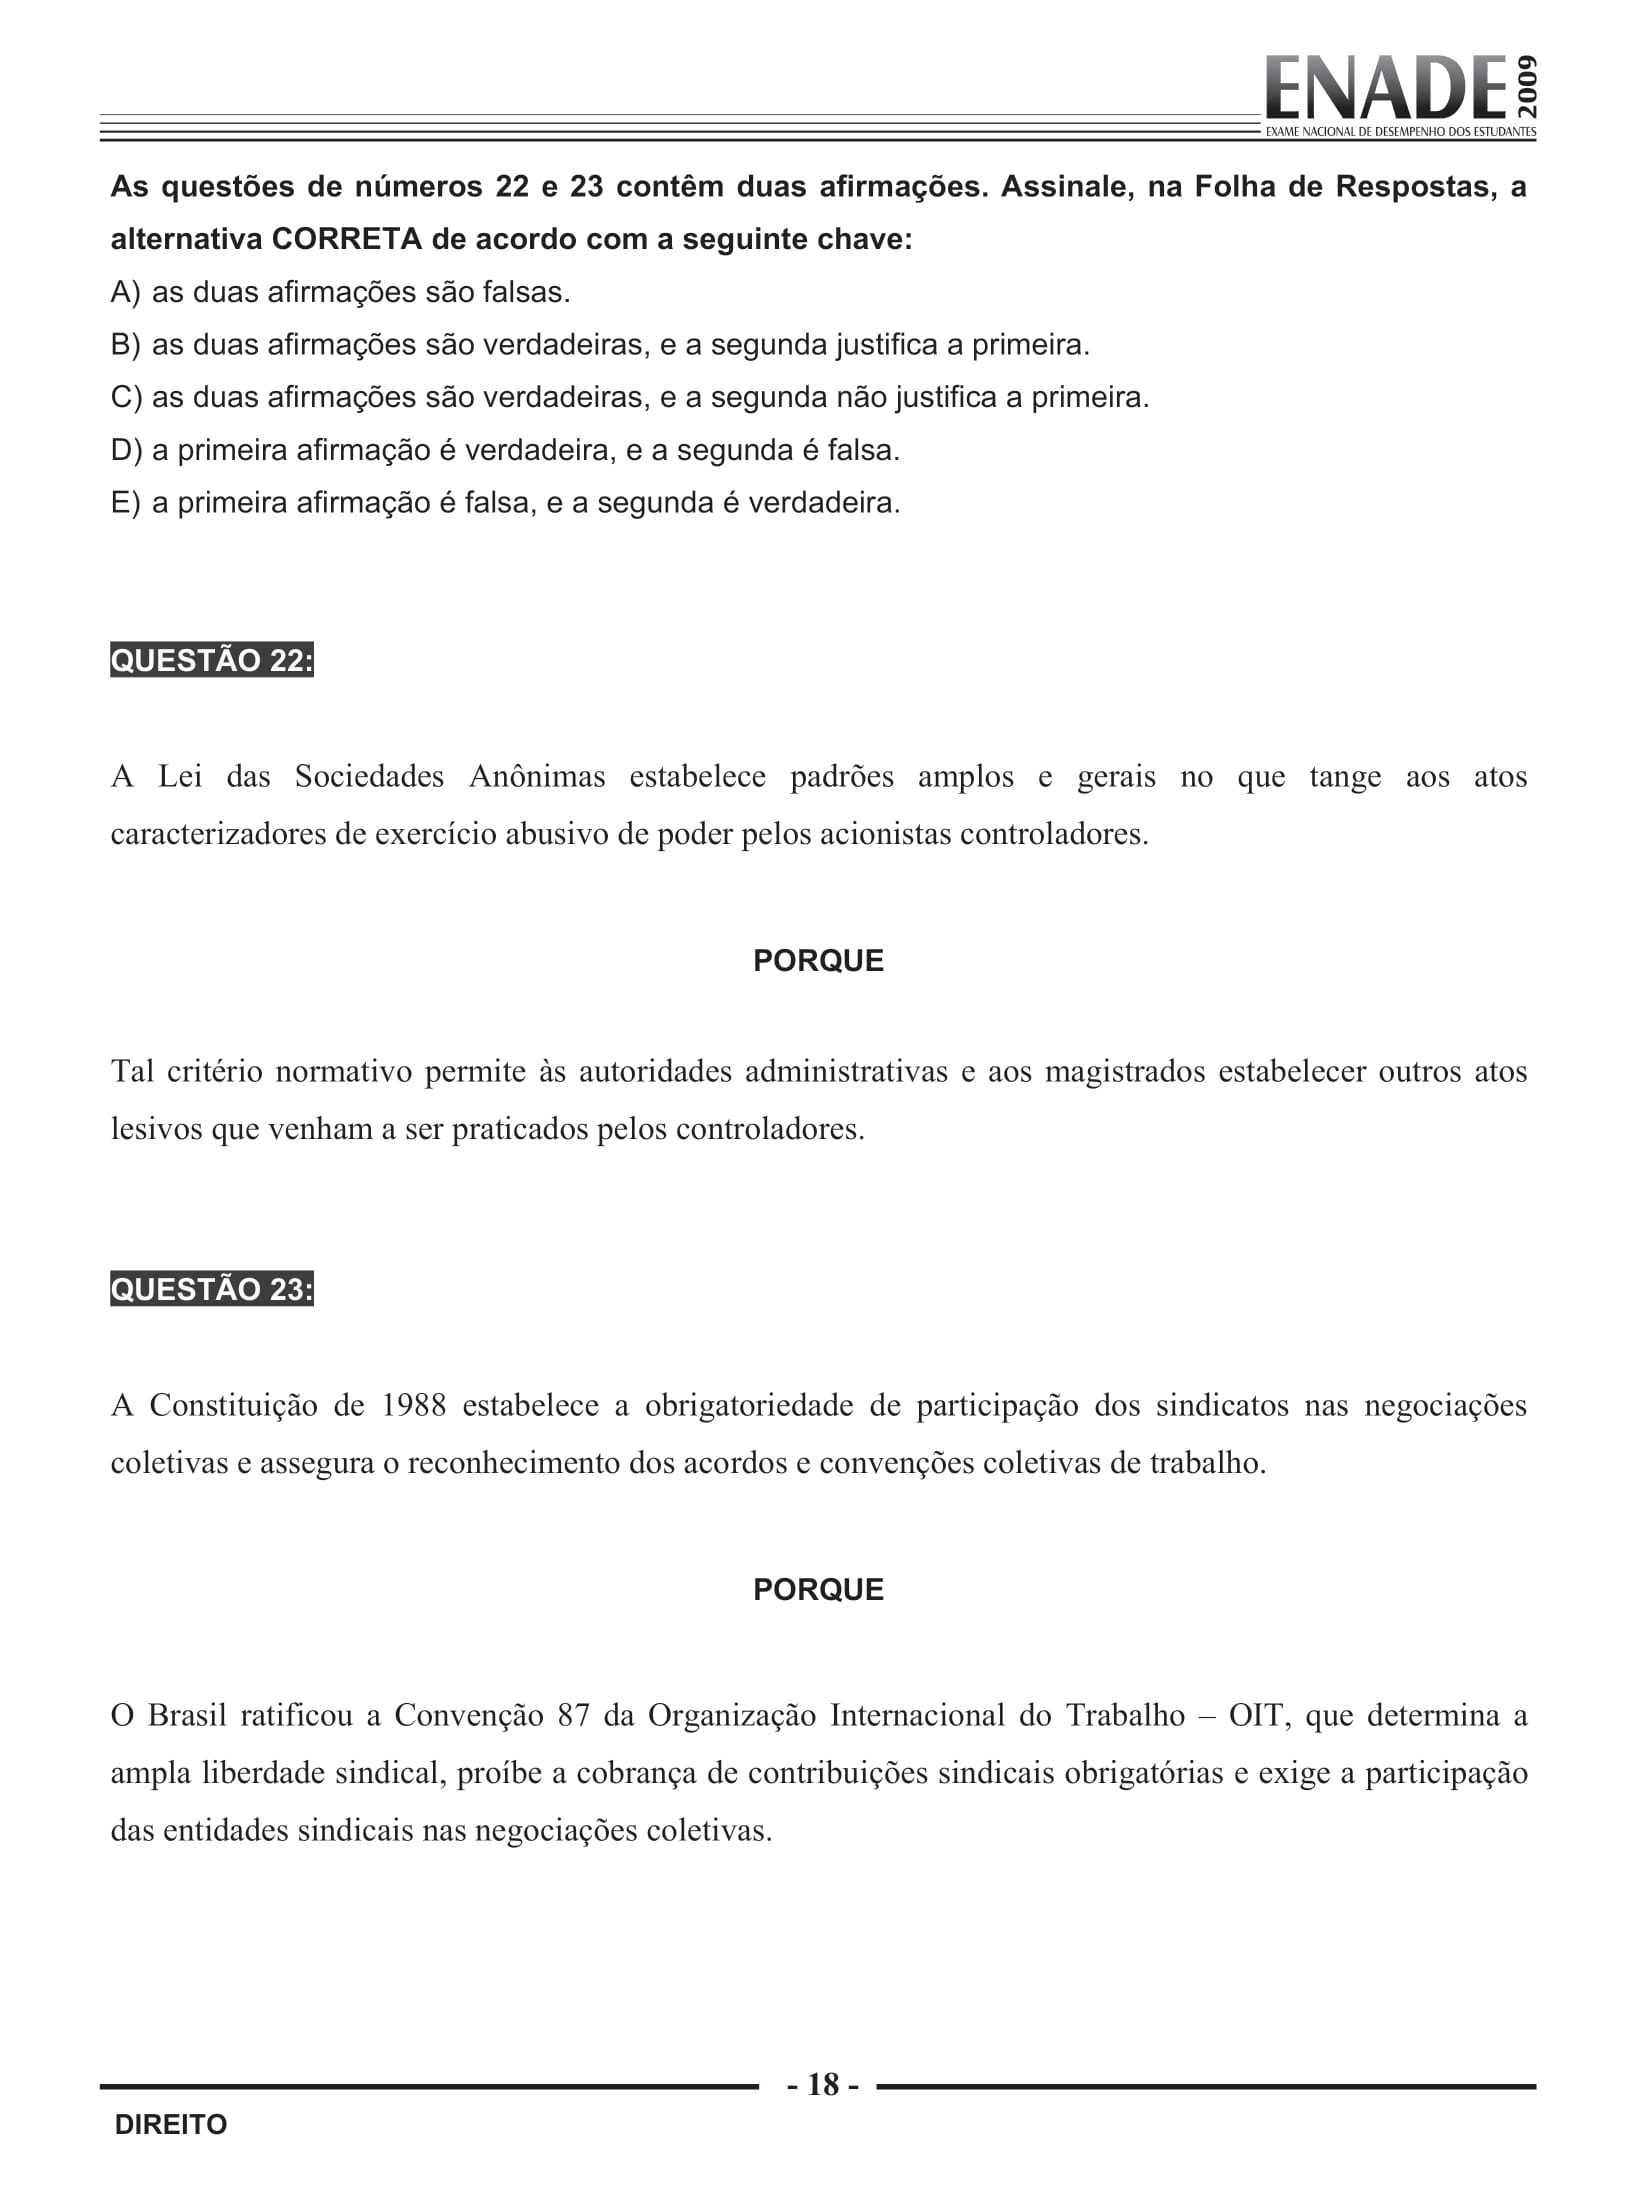 ENADE 2009
EXAME NACIONAL DE DESEMPENHO DOS ESTUDANTES
As questões de números 22 e 23 contêm duas afirmações. Assinale, na Folha de Respostas, a
alternativa CORRETA de acordo com a seguinte chave:
A) as duas afirmações são falsas.
B) as duas afirmações são verdadeiras, e a segunda justifica a primeira.
C) as duas afirmações são verdadeiras, e a segunda não justifica a primeira.
D) a primeira afirmação é verdadeira, e a segunda é falsa.
E) a primeira afirmação é falsa, e a segunda é verdadeira.
QUESTÃO 22:
A Lei das Sociedades Anônimas estabelece padrões amplos e gerais no que tange aos atos
caracterizadores de exercício abusivo de poder pelos acionistas controladores.
PORQUE
Tal critério normativo permite às autoridades administrativas e aos magistrados estabelecer outros atos
lesivos que venham a ser praticados pelos controladores.
QUESTÃO 23:
A Constituição de 1988 estabelece a obrigatoriedade de participação dos sindicatos nas negociações
coletivas e assegura o reconhecimento dos acordos e convenções coletivas de trabalho.
PORQUE
O Brasil ratificou a Convenção 87 da Organização Internacional do Trabalho – OIT, que determina a
ampla liberdade sindical, proíbe a cobrança de contribuições sindicais obrigatórias e exige a participação
das entidades sindicais nas negociações coletivas.
- 18 -
DIREITO